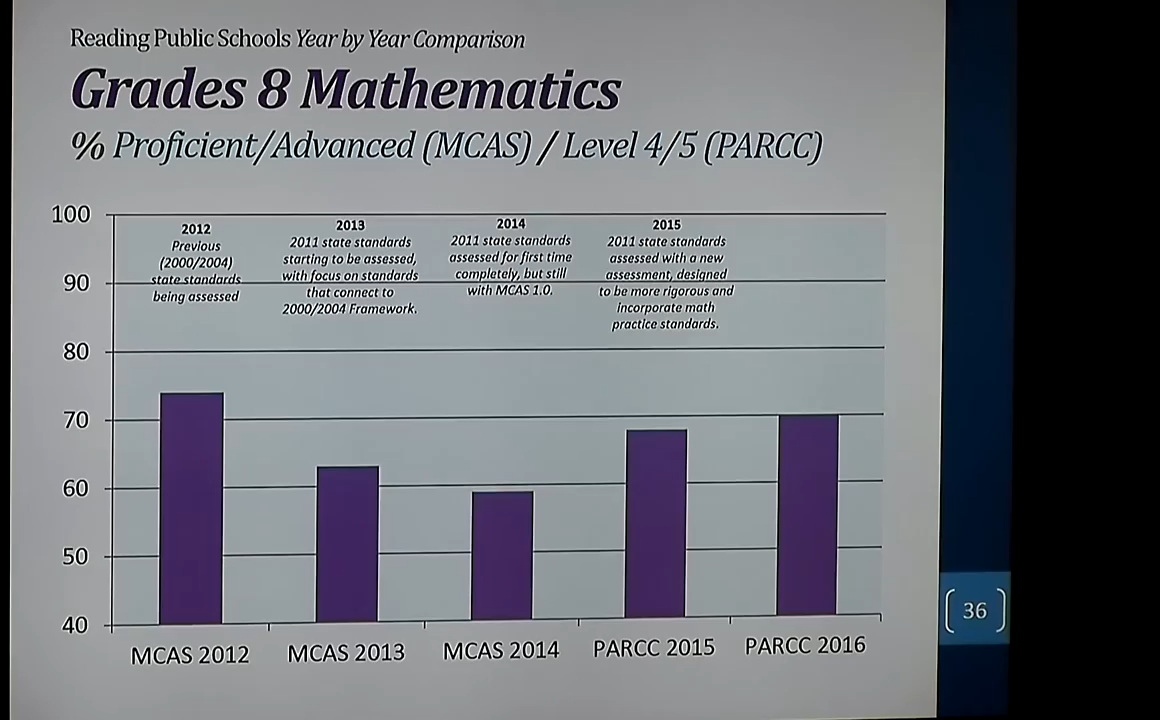 Reading Public Schools Year by Year Comparison
Grades 8 Mathematics
% Proficient/Advanced (MCAS) / Level 4/5 (PARCC)
100
90
80
70
60
50
40
2012
Previous
(2000/2004)
state standards
being assessed
2013
2011 state standards
starting to be assessed,
with focus on standards
that connect to
2000/2004 Framework.
2014
2011 state standards
assessed for first time
completely, but still
with MCAS 1.0.
2015
2011 state standards
assessed with a new
assessment, designed
to be more rigorous and
incorporate math
practice standards.
MCAS 2012
MCAS 2013
MCAS 2014
PARCC 2015
PARCC 2016
36